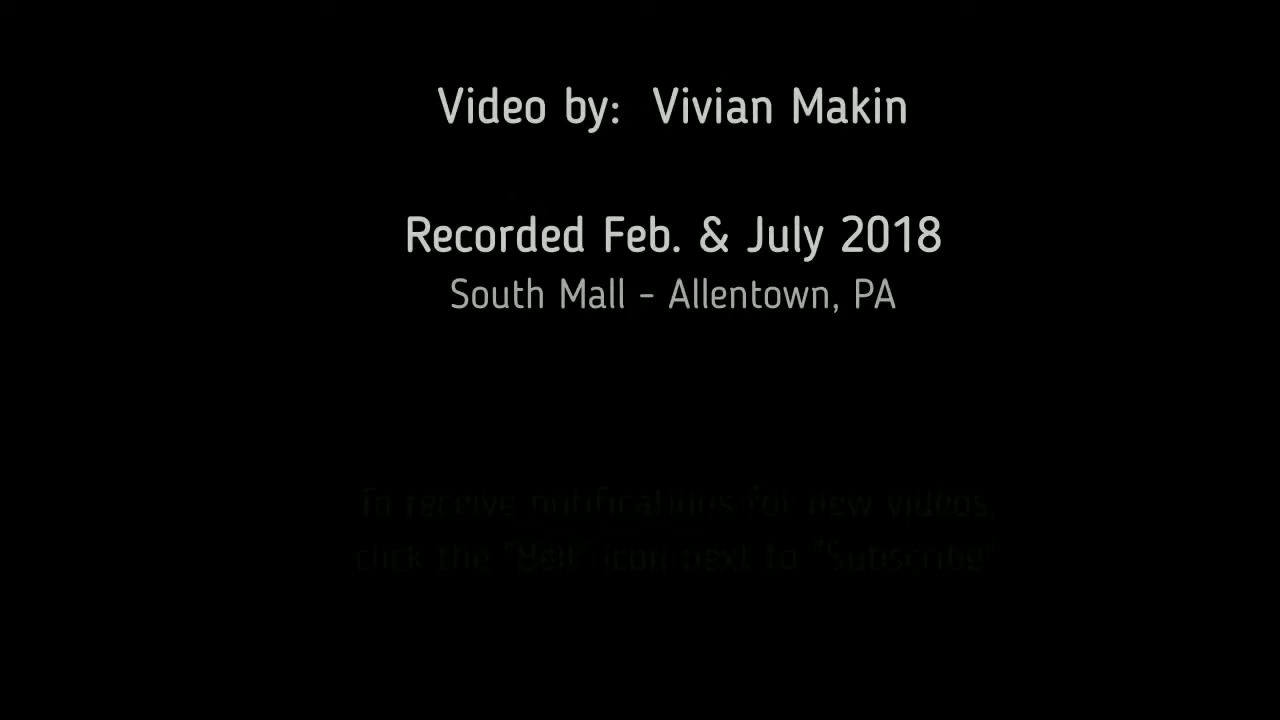 Video by: Vivian Makin
Recorded Feb. & July 2018
South Mall - Allentown, PA
To receive notifications for new videos,
click the "Bell" icon next to "Subscribe"